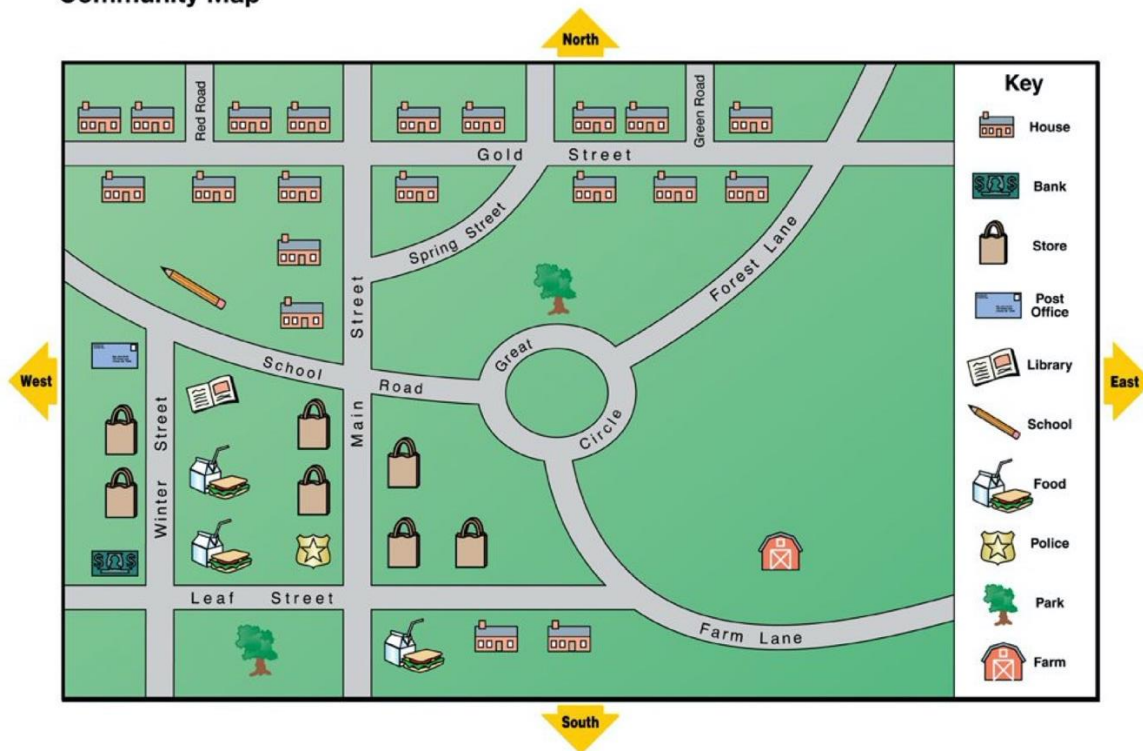 Community Map
North
Key
Red Road
Green Road
House
Gold Street
Bank
Spring Street
Store
Forest Lane
Post
Office
Great
Library
West
School Road
East
Main Street
School
Circle
Winter Street
Food
Police
Leaf Street
Park
Farm Lane
Farm
South